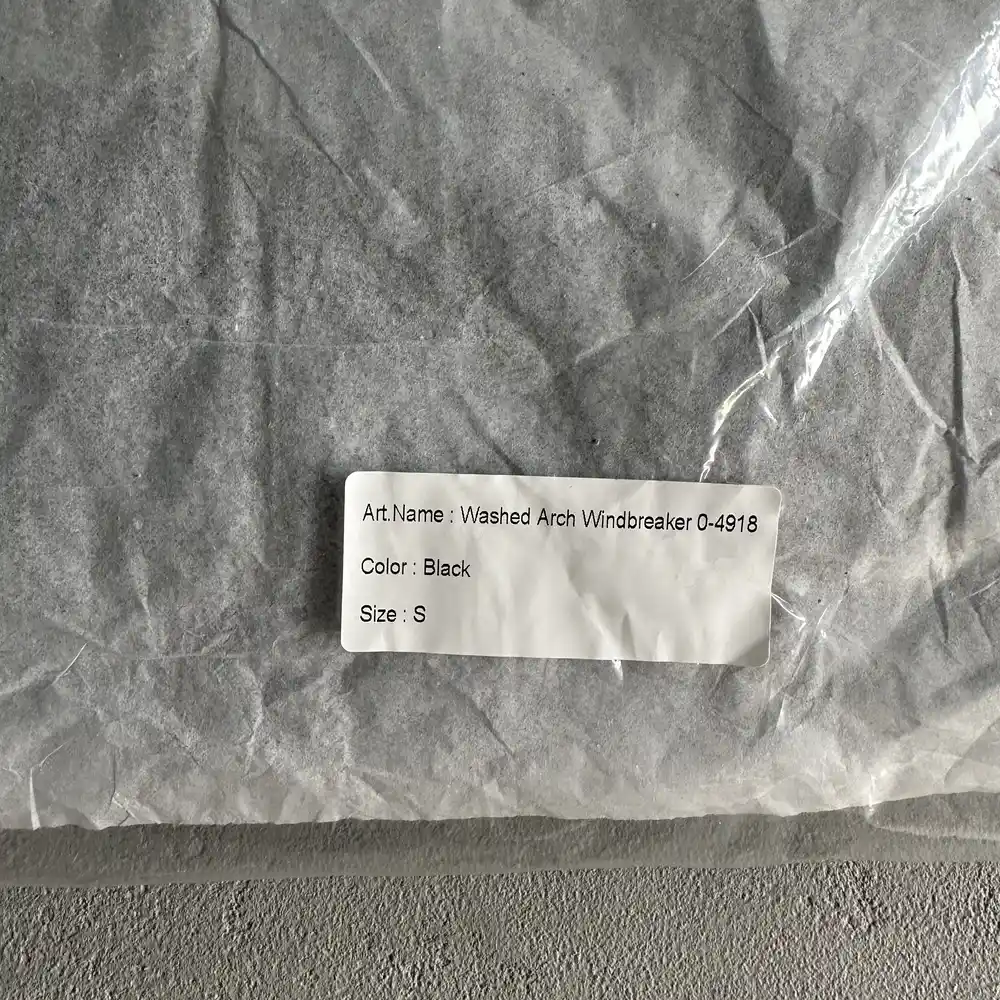 Art.Name : Washed Arch Windbreaker 0-4918
Color : Black
Size : S